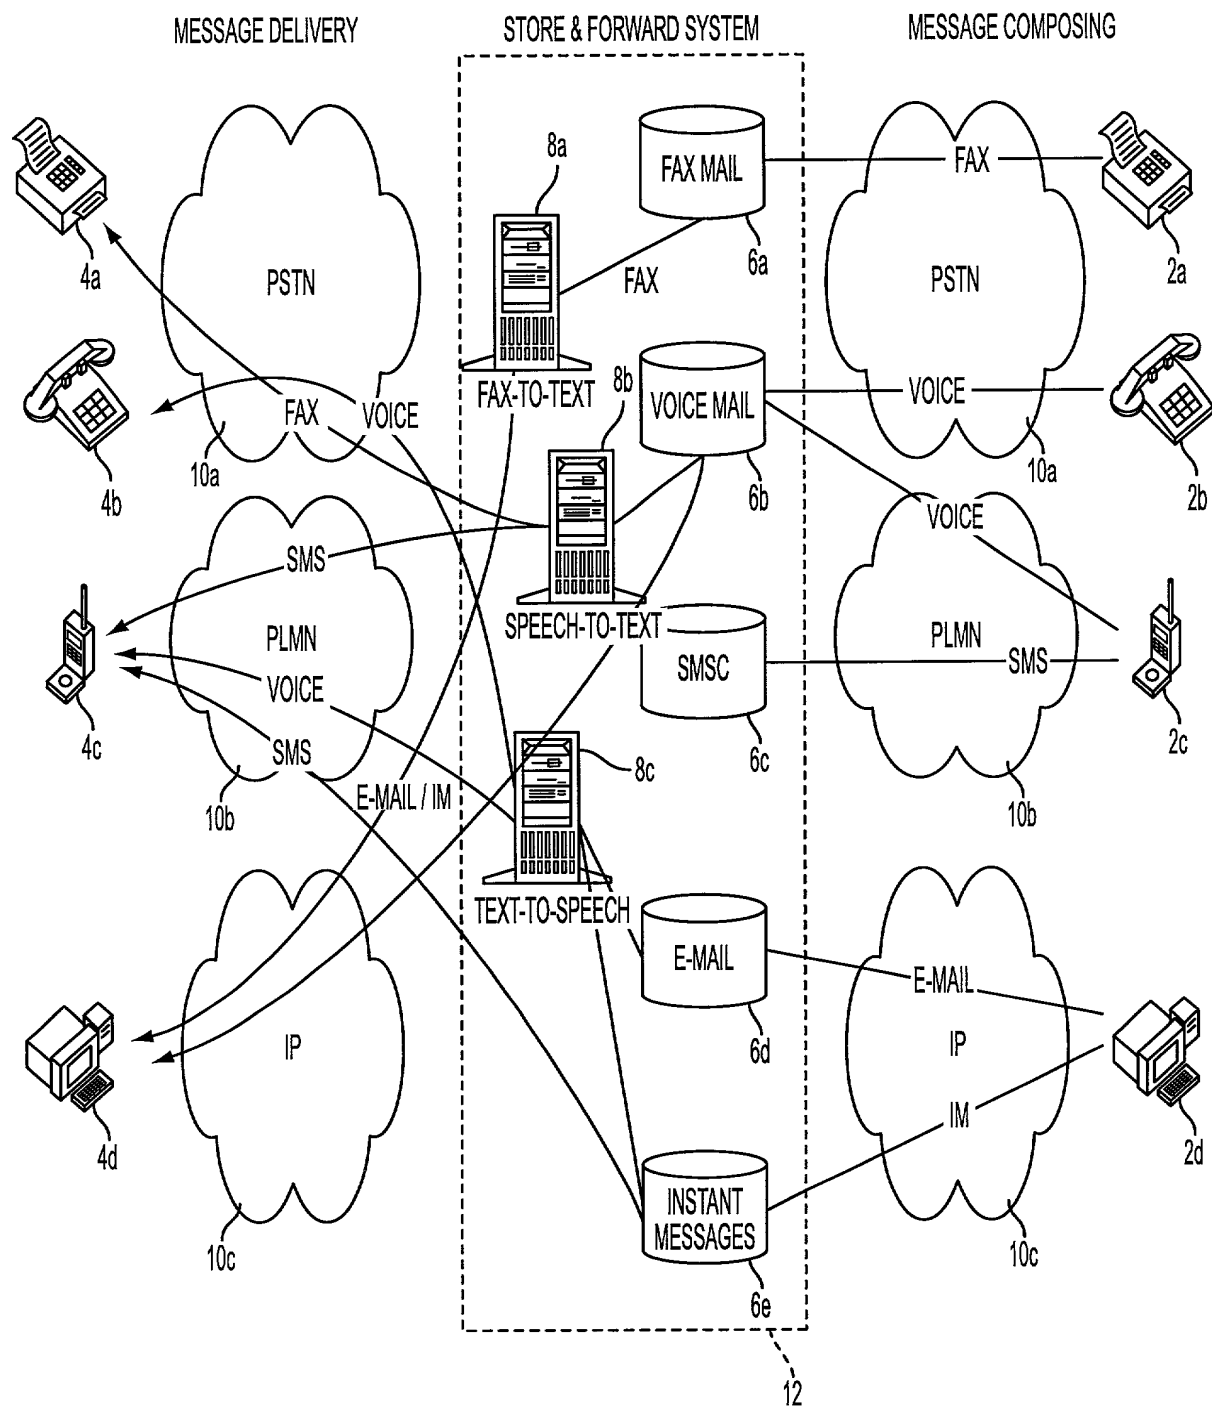 MESSAGE DELIVERY
STORE & FORWARD SYSTEM
MESSAGE COMPOSING
8a
FAX MAIL
FAX
4a
PSTN
6a
FAX
PSTN
2a
FAX-TO-TEXT
8b
VOICE MAIL
VOICE
FAX
VOICE
10a
4b
6b
10a
2b
VOICE
SMS
SPEECH-TO-TEXT
PLMN
SMSC
PLMN
SMS
VOICE
4c
SMS
8c
6c
2c
E-MAIL / IM
10b
10b
TEXT-TO-SPEECH
E-MAIL
E-MAIL
IP
6d
IP
IM
4d
2d
INSTANT
MESSAGES
10c
10c
6e
12